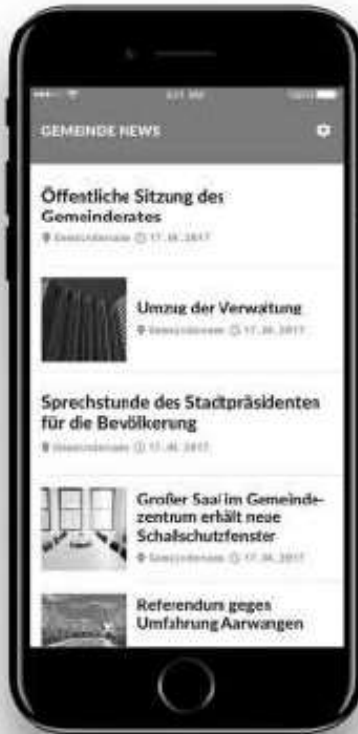 GEMEINDE NEWS
Öffentliche Sitzung des
Gemeinderates
Umzug der Verwaltung
Sprechstunde des Stadtpräsidenten
für die Bevölkerung
Großer Saal im Gemeinde-
zentrum erhält neue
Schallschutzfenster
Referendum gegen
Umfahrung Aarwangen